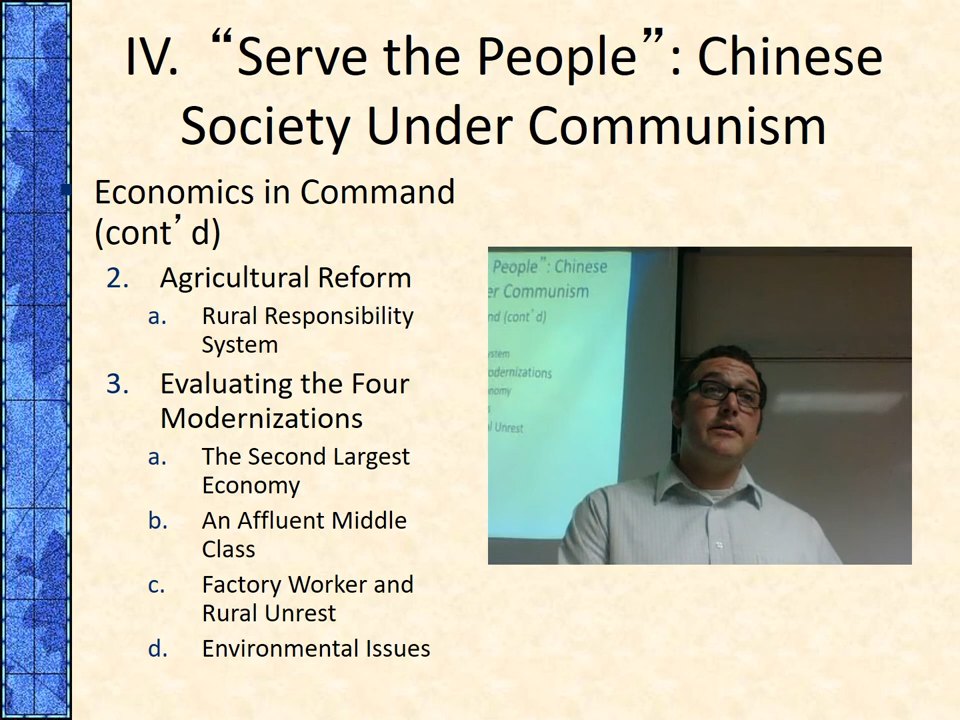 IV. “Serve the People”: Chinese
Society Under Communism
Economics in Command
(cont’d)
2. Agricultural Reform
a. Rural Responsibility
System
3. Evaluating the Four
Modernizations
a. The Second Largest
Economy
b. An Affluent Middle
Class
c. Factory Worker and
Rural Unrest
d. Environmental Issues
People”: Chinese
er Communism
nd (cont’d)
ystem
odernizations
nomy
s
l Unrest